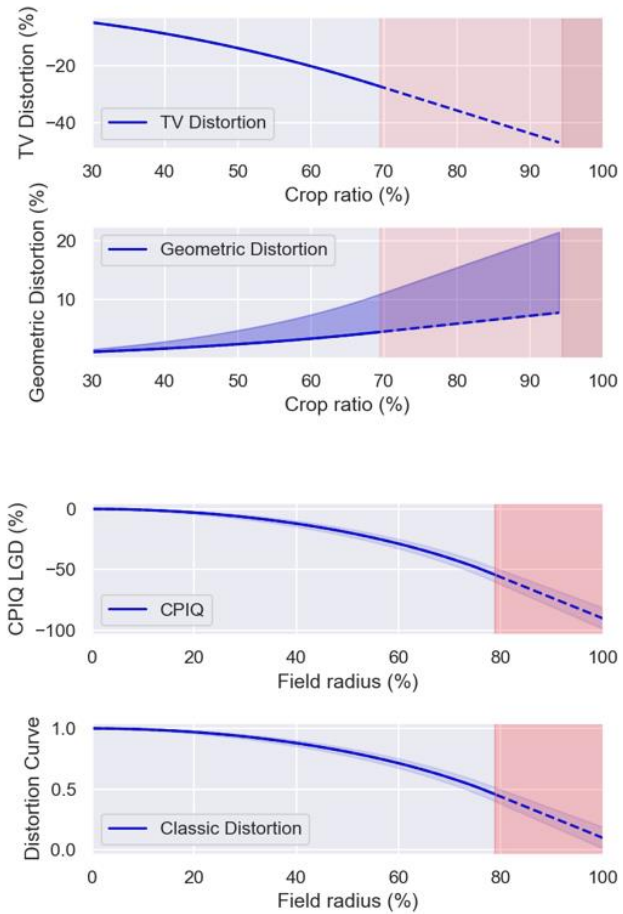 TV Distortion (%)
−20
−40
TV Distortion
30 40 50 60 70 80 90 100
Crop ratio (%)
Geometric Distortion (%)
20
10
Geometric Distortion
30 40 50 60 70 80 90 100
Crop ratio (%)
CPIQ LGD (%)
0
−50
−100
CPIQ
0 20 40 60 80 100
Field radius (%)
Distortion Curve
1.0
0.5
0.0
Classic Distortion
0 20 40 60 80 100
Field radius (%)